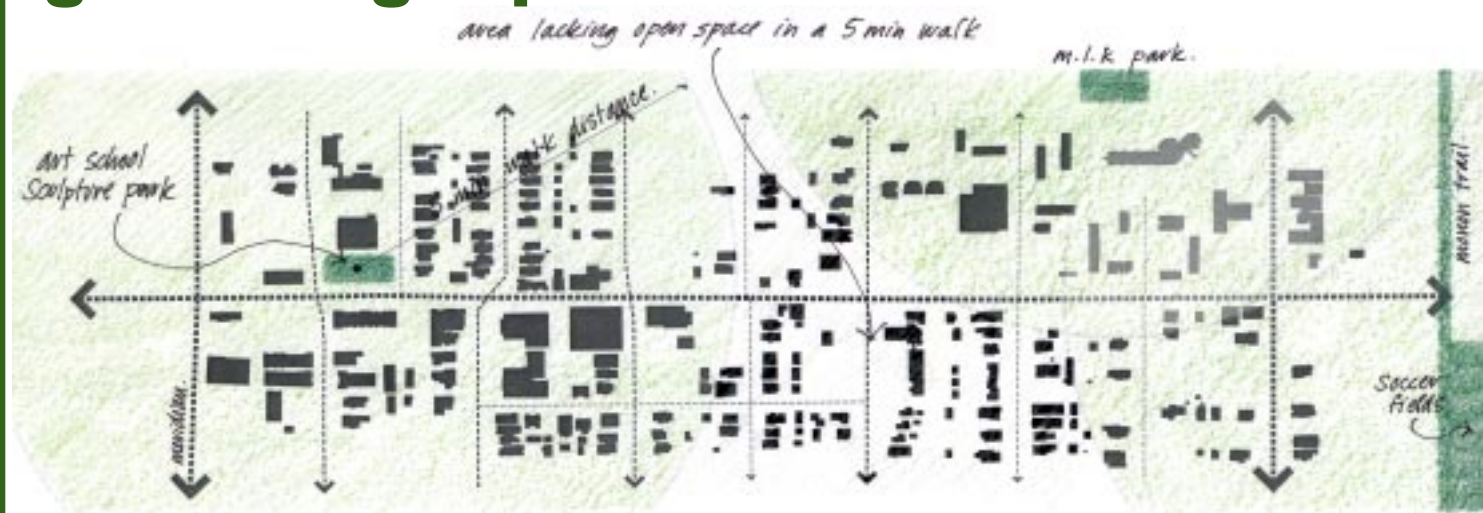 area lacking open space in a 5 min walk
m.l.k park.
5 min walk distance.
art school
sculpture park
monon trail
meridian
soccer
fields